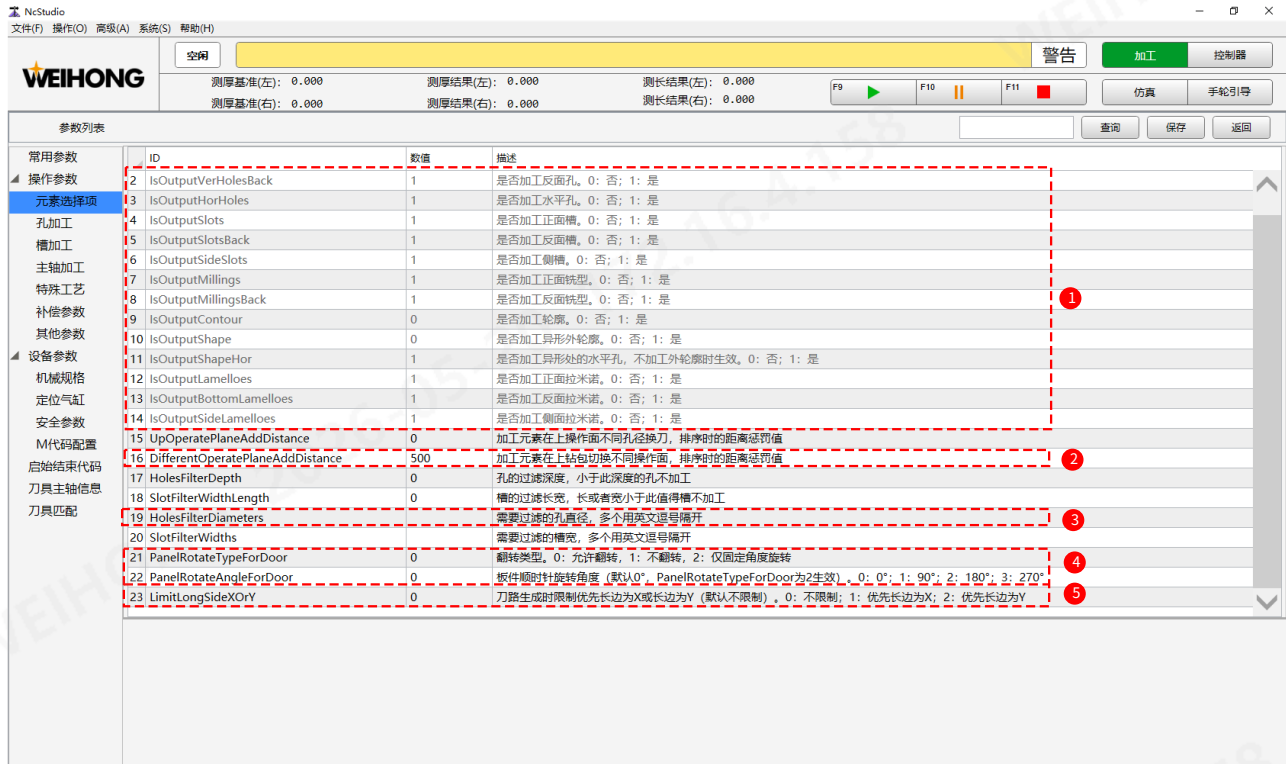 NcStudio
文件(F) 操作(O) 高级(A) 系统(S) 帮助(H)
WEIHONG
空闲 警告 加工 控制器
测厚基准(左): 0.000 测厚结果(左): 0.000 测长结果(左): 0.000
测厚基准(右): 0.000 测厚结果(右): 0.000 测长结果(右): 0.000
F9 F10 F11 仿真 手轮引导
参数列表 查询 保存 返回
常用参数
操作参数
元素选择项
孔加工
槽加工
主轴加工
特殊工艺
补偿参数
其他参数
设备参数
机械规格
定位气缸
安全参数
M代码配置
启始结束代码
刀具主轴信息
刀具匹配
ID 数值 描述
2 IsOutputVerHolesBack 1 是否加工反面孔。0: 否; 1: 是
3 IsOutputHorHoles 1 是否加工水平孔。0: 否; 1: 是
4 IsOutputSlots 1 是否加工正面槽。0: 否; 1: 是
5 IsOutputSlotsBack 1 是否加工反面槽。0: 否; 1: 是
6 IsOutputSideSlots 1 是否加工侧槽。0: 否; 1: 是
7 IsOutputMillings 1 是否加工正面铣型。0: 否; 1: 是
8 IsOutputMillingsBack 1 是否加工反面铣型。0: 否; 1: 是
9 IsOutputContour 0 是否加工轮廓。0: 否; 1: 是
10 IsOutputShape 0 是否加工异形外轮廓。0: 否; 1: 是
11 IsOutputShapeHor 1 是否加工异形处的水平孔，不加工外轮廓时生效。0: 否; 1: 是
12 IsOutputLamelloes 1 是否加工正面拉米诺。0: 否; 1: 是
13 IsOutputBottomLamelloes 1 是否加工反面拉米诺。0: 否; 1: 是
14 IsOutputSideLamelloes 1 是否加工侧面拉米诺。0: 否; 1: 是
15 UpOperatePlaneAddDistance 0 加工元素在上操作面不同孔径换刀，排序时的距离惩罚值
16 DifferentOperatePlaneAddDistance 500 加工元素在上钻包切换不同操作面，排序时的距离惩罚值
17 HolesFilterDepth 0 孔的过滤深度，小于此深度的孔不加工
18 SlotFilterWidthLength 0 槽的过滤长宽，长或者宽小于此值得槽不加工
19 HolesFilterDiameters 需要过滤的孔直径，多个用英文逗号隔开
20 SlotFilterWidths 需要过滤的槽宽，多个用英文逗号隔开
21 PanelRotateTypeForDoor 0 翻转类型。0: 允许翻转，1: 不翻转，2: 仅固定角度旋转
22 PanelRotateAngleForDoor 0 板件顺时针旋转角度（默认0°，PanelRotateTypeForDoor为2生效）。0: 0°; 1: 90°; 2: 180°; 3: 270°
23 LimitLongSideXOrY 0 刀路生成时限制优先长边为X或长边为Y（默认不限制）。0: 不限制; 1: 优先长边为X; 2: 优先长边为Y
1
2
3
4
5